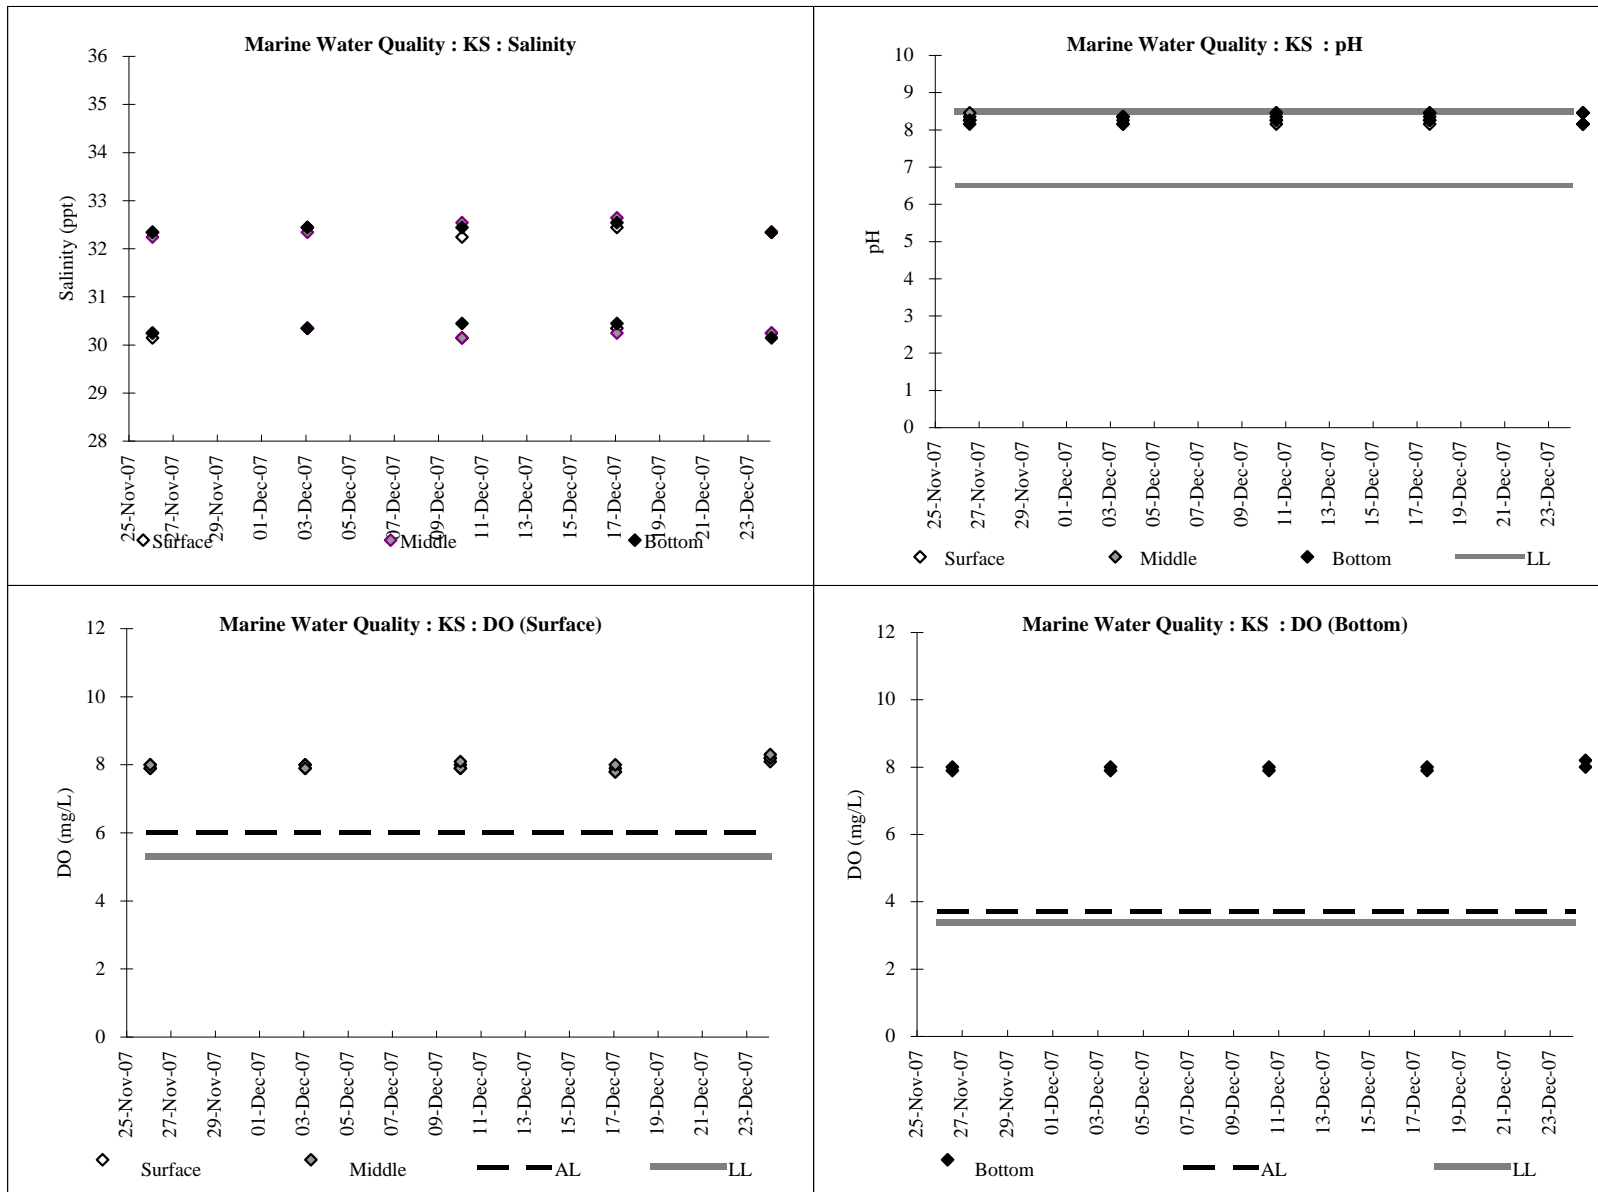 Marine Water Quality : KS : Salinity
36
35
34
33
32
31
30
29
28
Salinity (ppt)
25-Nov-07
27-Nov-07
29-Nov-07
01-Dec-07
03-Dec-07
05-Dec-07
07-Dec-07
09-Dec-07
11-Dec-07
13-Dec-07
15-Dec-07
17-Dec-07
19-Dec-07
21-Dec-07
23-Dec-07
Surface Middle Bottom
Marine Water Quality : KS : pH
10
9
8
7
6
5
4
3
2
1
0
pH
25-Nov-07
27-Nov-07
29-Nov-07
01-Dec-07
03-Dec-07
05-Dec-07
07-Dec-07
09-Dec-07
11-Dec-07
13-Dec-07
15-Dec-07
17-Dec-07
19-Dec-07
21-Dec-07
23-Dec-07
Surface Middle Bottom LL
Marine Water Quality : KS : DO (Surface)
12
10
8
6
4
2
0
DO (mg/L)
25-Nov-07
27-Nov-07
29-Nov-07
01-Dec-07
03-Dec-07
05-Dec-07
07-Dec-07
09-Dec-07
11-Dec-07
13-Dec-07
15-Dec-07
17-Dec-07
19-Dec-07
21-Dec-07
23-Dec-07
Surface Middle AL LL
Marine Water Quality : KS : DO (Bottom)
12
10
8
6
4
2
0
DO (mg/L)
25-Nov-07
27-Nov-07
29-Nov-07
01-Dec-07
03-Dec-07
05-Dec-07
07-Dec-07
09-Dec-07
11-Dec-07
13-Dec-07
15-Dec-07
17-Dec-07
19-Dec-07
21-Dec-07
23-Dec-07
Bottom AL LL